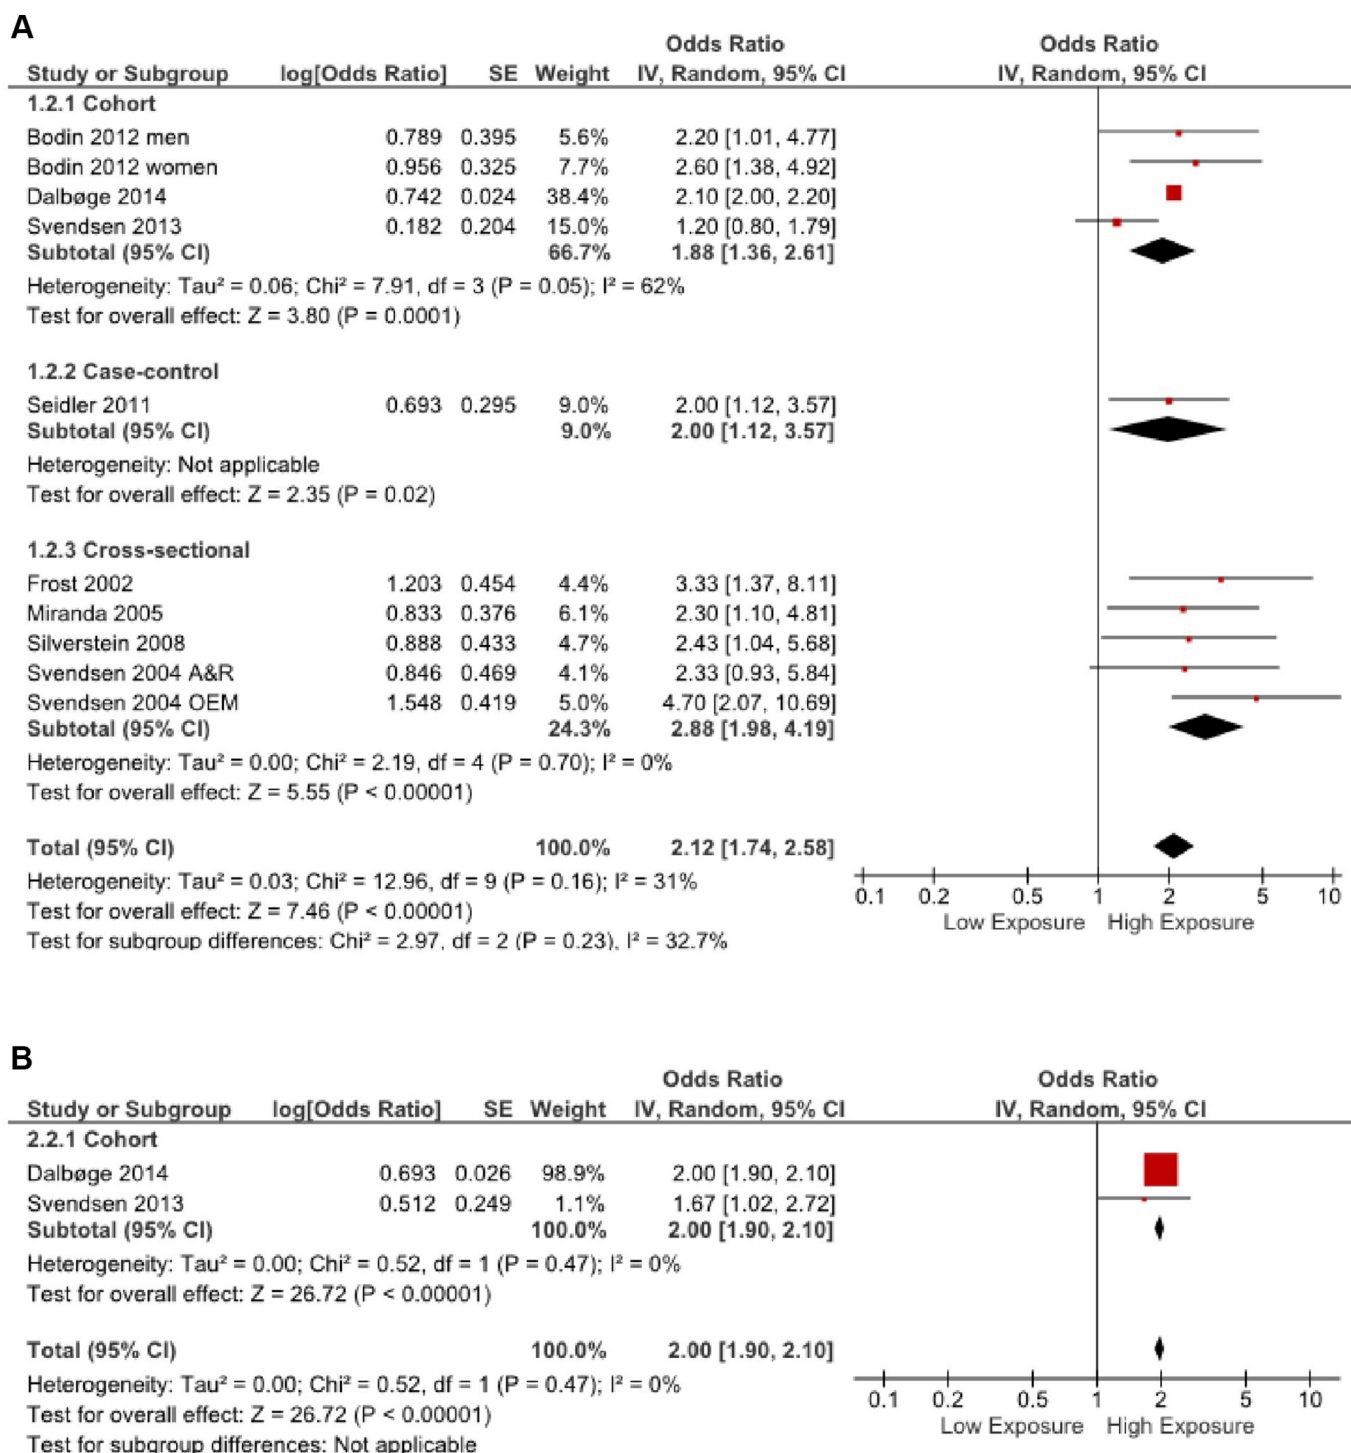 A
Odds Ratio Odds Ratio
Study or Subgroup log[Odds Ratio] SE Weight IV, Random, 95% CI IV, Random, 95% CI
1.2.1 Cohort
Bodin 2012 men 0.789 0.395 5.6% 2.20 [1.01, 4.77]
Bodin 2012 women 0.956 0.325 7.7% 2.60 [1.38, 4.92]
Dalbøge 2014 0.742 0.024 38.4% 2.10 [2.00, 2.20]
Svendsen 2013 0.182 0.204 15.0% 1.20 [0.80, 1.79]
Subtotal (95% CI) 66.7% 1.88 [1.36, 2.61]
Heterogeneity: Tau² = 0.06; Chi² = 7.91, df = 3 (P = 0.05); I² = 62%
Test for overall effect: Z = 3.80 (P = 0.0001)
1.2.2 Case-control
Seidler 2011 0.693 0.295 9.0% 2.00 [1.12, 3.57]
Subtotal (95% CI) 9.0% 2.00 [1.12, 3.57]
Heterogeneity: Not applicable
Test for overall effect: Z = 2.35 (P = 0.02)
1.2.3 Cross-sectional
Frost 2002 1.203 0.454 4.4% 3.33 [1.37, 8.11]
Miranda 2005 0.833 0.376 6.1% 2.30 [1.10, 4.81]
Silverstein 2008 0.888 0.433 4.7% 2.43 [1.04, 5.68]
Svendsen 2004 A&R 0.846 0.469 4.1% 2.33 [0.93, 5.84]
Svendsen 2004 OEM 1.548 0.419 5.0% 4.70 [2.07, 10.69]
Subtotal (95% CI) 24.3% 2.88 [1.98, 4.19]
Heterogeneity: Tau² = 0.00; Chi² = 2.19, df = 4 (P = 0.70); I² = 0%
Test for overall effect: Z = 5.55 (P < 0.00001)
Total (95% CI) 100.0% 2.12 [1.74, 2.58]
Heterogeneity: Tau² = 0.03; Chi² = 12.96, df = 9 (P = 0.16); I² = 31%
Test for overall effect: Z = 7.46 (P < 0.00001)
Test for subgroup differences: Chi² = 2.97, df = 2 (P = 0.23), I² = 32.7%
0.1 0.2 0.5 1 2 5 10
Low Exposure High Exposure
B
Odds Ratio Odds Ratio
Study or Subgroup log[Odds Ratio] SE Weight IV, Random, 95% CI IV, Random, 95% CI
2.2.1 Cohort
Dalbøge 2014 0.693 0.026 98.9% 2.00 [1.90, 2.10]
Svendsen 2013 0.512 0.249 1.1% 1.67 [1.02, 2.72]
Subtotal (95% CI) 100.0% 2.00 [1.90, 2.10]
Heterogeneity: Tau² = 0.00; Chi² = 0.52, df = 1 (P = 0.47); I² = 0%
Test for overall effect: Z = 26.72 (P < 0.00001)
Total (95% CI) 100.0% 2.00 [1.90, 2.10]
Heterogeneity: Tau² = 0.00; Chi² = 0.52, df = 1 (P = 0.47); I² = 0%
Test for overall effect: Z = 26.72 (P < 0.00001)
Test for subgroup differences: Not applicable
0.1 0.2 0.5 1 2 5 10
Low Exposure High Exposure